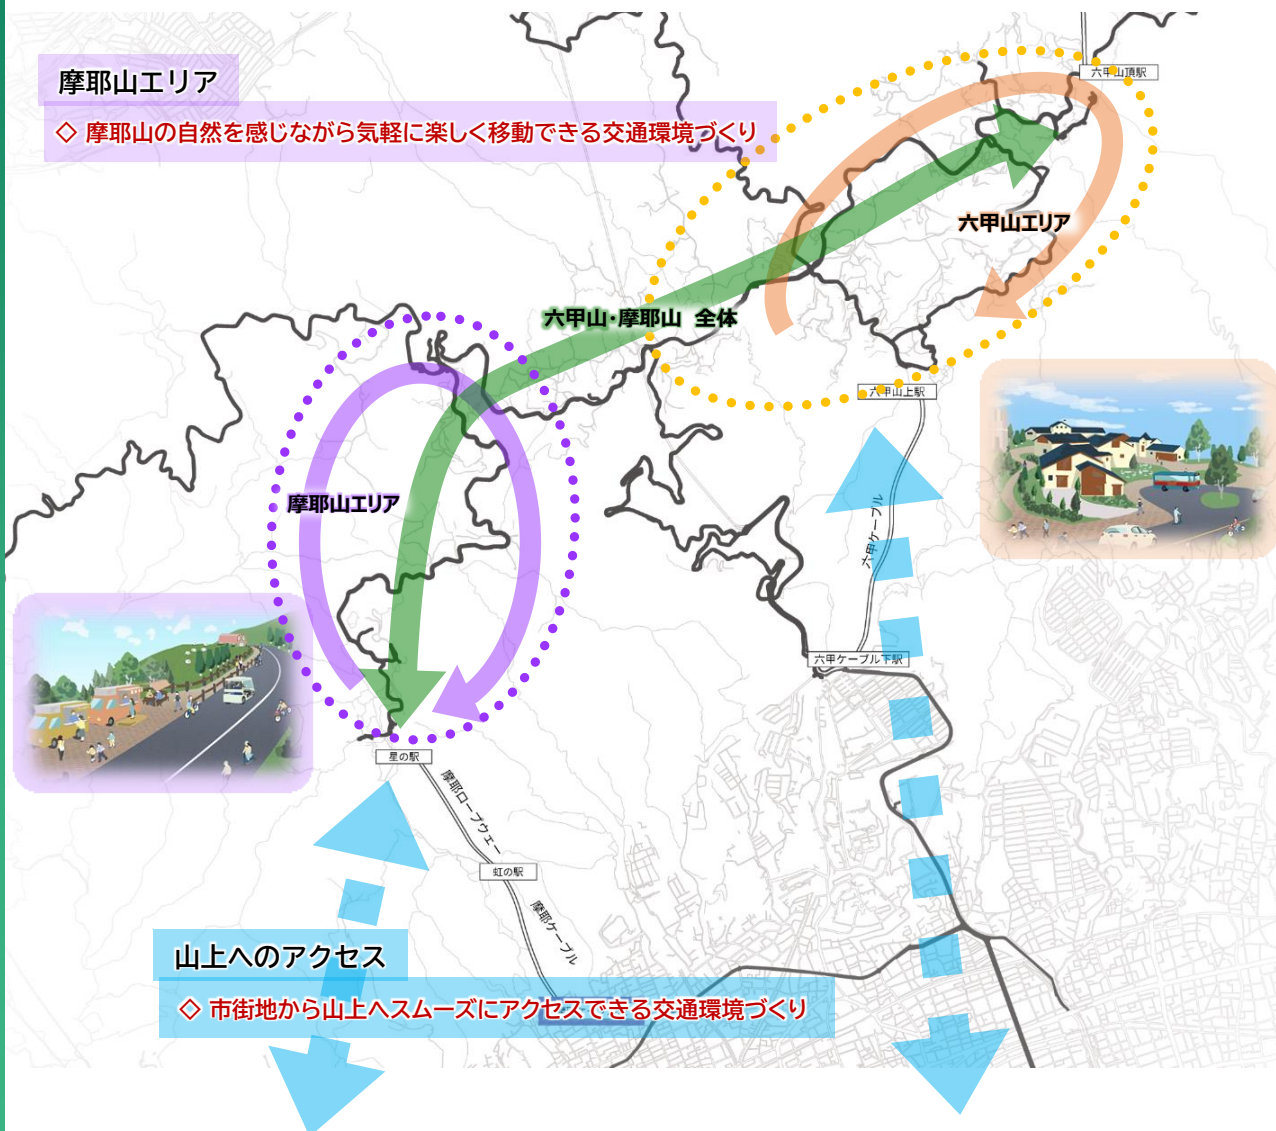 摩耶山エリア
◇ 摩耶山の自然を感じながら気軽に楽しく移動できる交通環境づくり
六甲山頂駅
六甲山エリア
六甲山・摩耶山 全体
六甲山上駅
摩耶山エリア
六甲ケーブル
六甲ケーブル下駅
星の駅
摩耶ロープウェー
虹の駅
摩耶ケーブル
山上へのアクセス
◇ 市街地から山上へスムーズにアクセスできる交通環境づくり